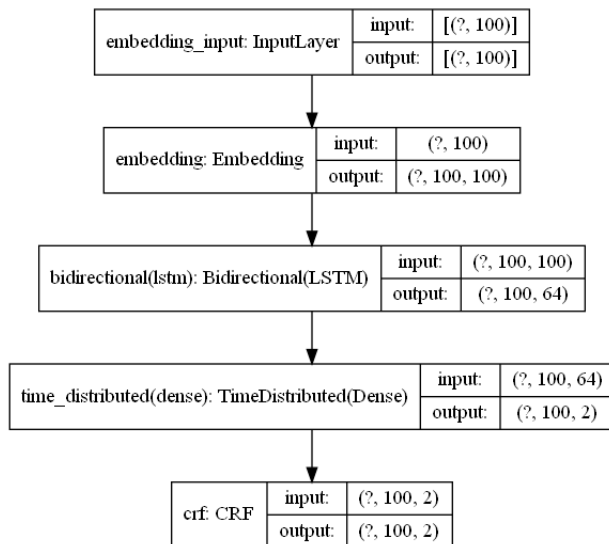 embedding_input: InputLayer input: [(?, 100)]
output: [(?, 100)]
embedding: Embedding input: (?, 100)
output: (?, 100, 100)
bidirectional(lstm): Bidirectional(LSTM) input: (?, 100, 100)
output: (?, 100, 64)
time_distributed(dense): TimeDistributed(Dense) input: (?, 100, 64)
output: (?, 100, 2)
crf: CRF input: (?, 100, 2)
output: (?, 100, 2)